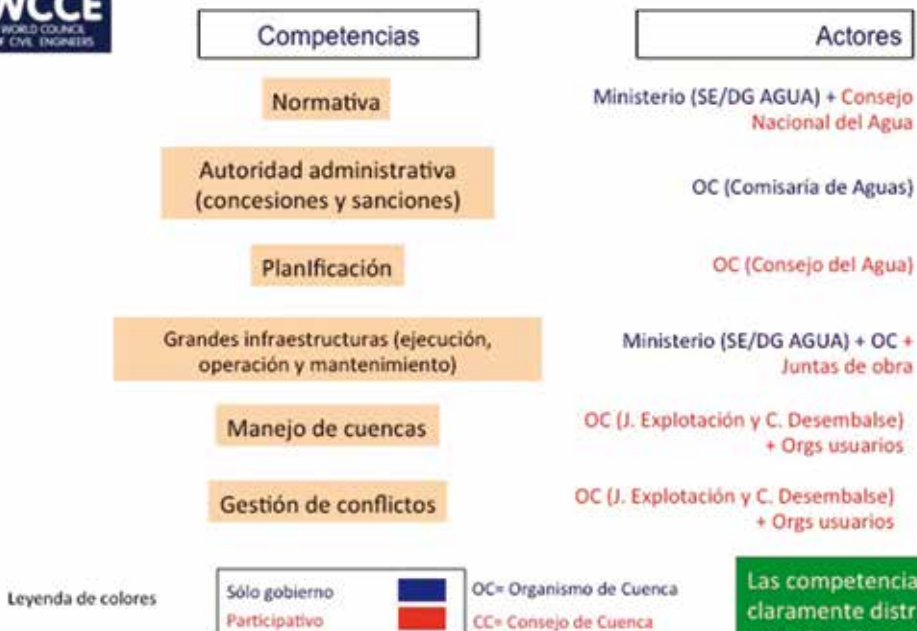 WCCE
WORLD COUNCIL
OF CIVIL ENGINEERS
Competencias
Actores
Normativa
Ministerio (SE/DG AGUA) + Consejo
Nacional del Agua
Autoridad administrativa
(concesiones y sanciones)
OC (Comisaría de Aguas)
PlanIficación
OC (Consejo del Agua)
Grandes infraestructuras (ejecución,
operación y mantenimiento)
Ministerio (SE/DG AGUA) + OC +
Juntas de obra
Manejo de cuencas
OC (J. Explotación y C. Desembalse)
+ Orgs usuarios
Gestión de conflictos
OC (J. Explotación y C. Desembalse)
+ Orgs usuarios
Leyenda de colores
Sólo gobierno
Participativo
OC= Organismo de Cuenca
CC= Consejo de Cuenca
Las competencia
claramente distr